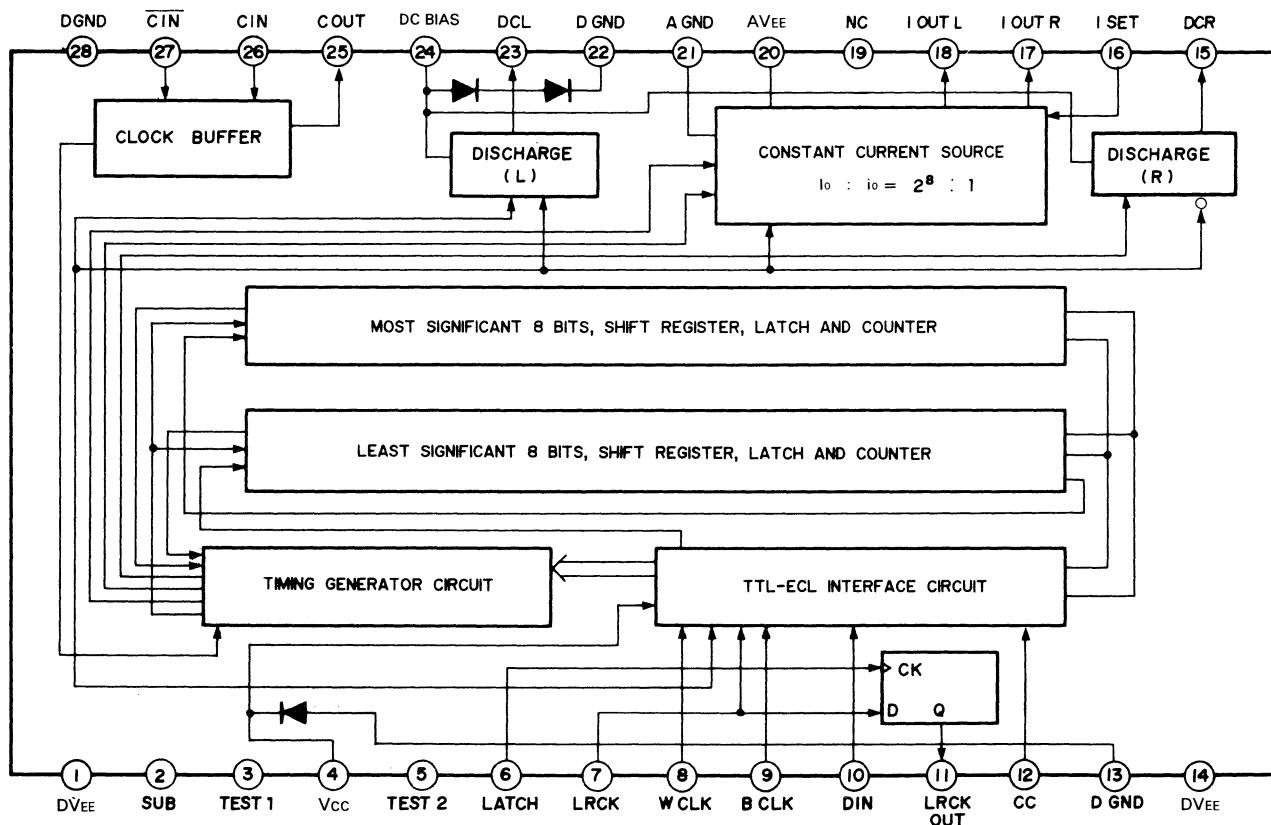 DGND C̅I̅N̅ CIN COUT DC BIAS DCL D GND A GND AVEE NC I OUT L I OUT R I SET DCR
28 27 26 25 24 23 22 21 20 19 18 17 16 15
CLOCK BUFFER
DISCHARGE
(L)
CONSTANT CURRENT SOURCE
Io : io = 2⁸ : 1
DISCHARGE
(R)
MOST SIGNIFICANT 8 BITS, SHIFT REGISTER, LATCH AND COUNTER
LEAST SIGNIFICANT 8 BITS, SHIFT REGISTER, LATCH AND COUNTER
TIMING GENERATOR CIRCUIT
TTL-ECL INTERFACE CIRCUIT
CK
D Q
1 2 3 4 5 6 7 8 9 10 11 12 13 14
DVEE SUB TEST 1 VCC TEST 2 LATCH LRCK W CLK B CLK DIN LRCK OUT CC D GND DVEE